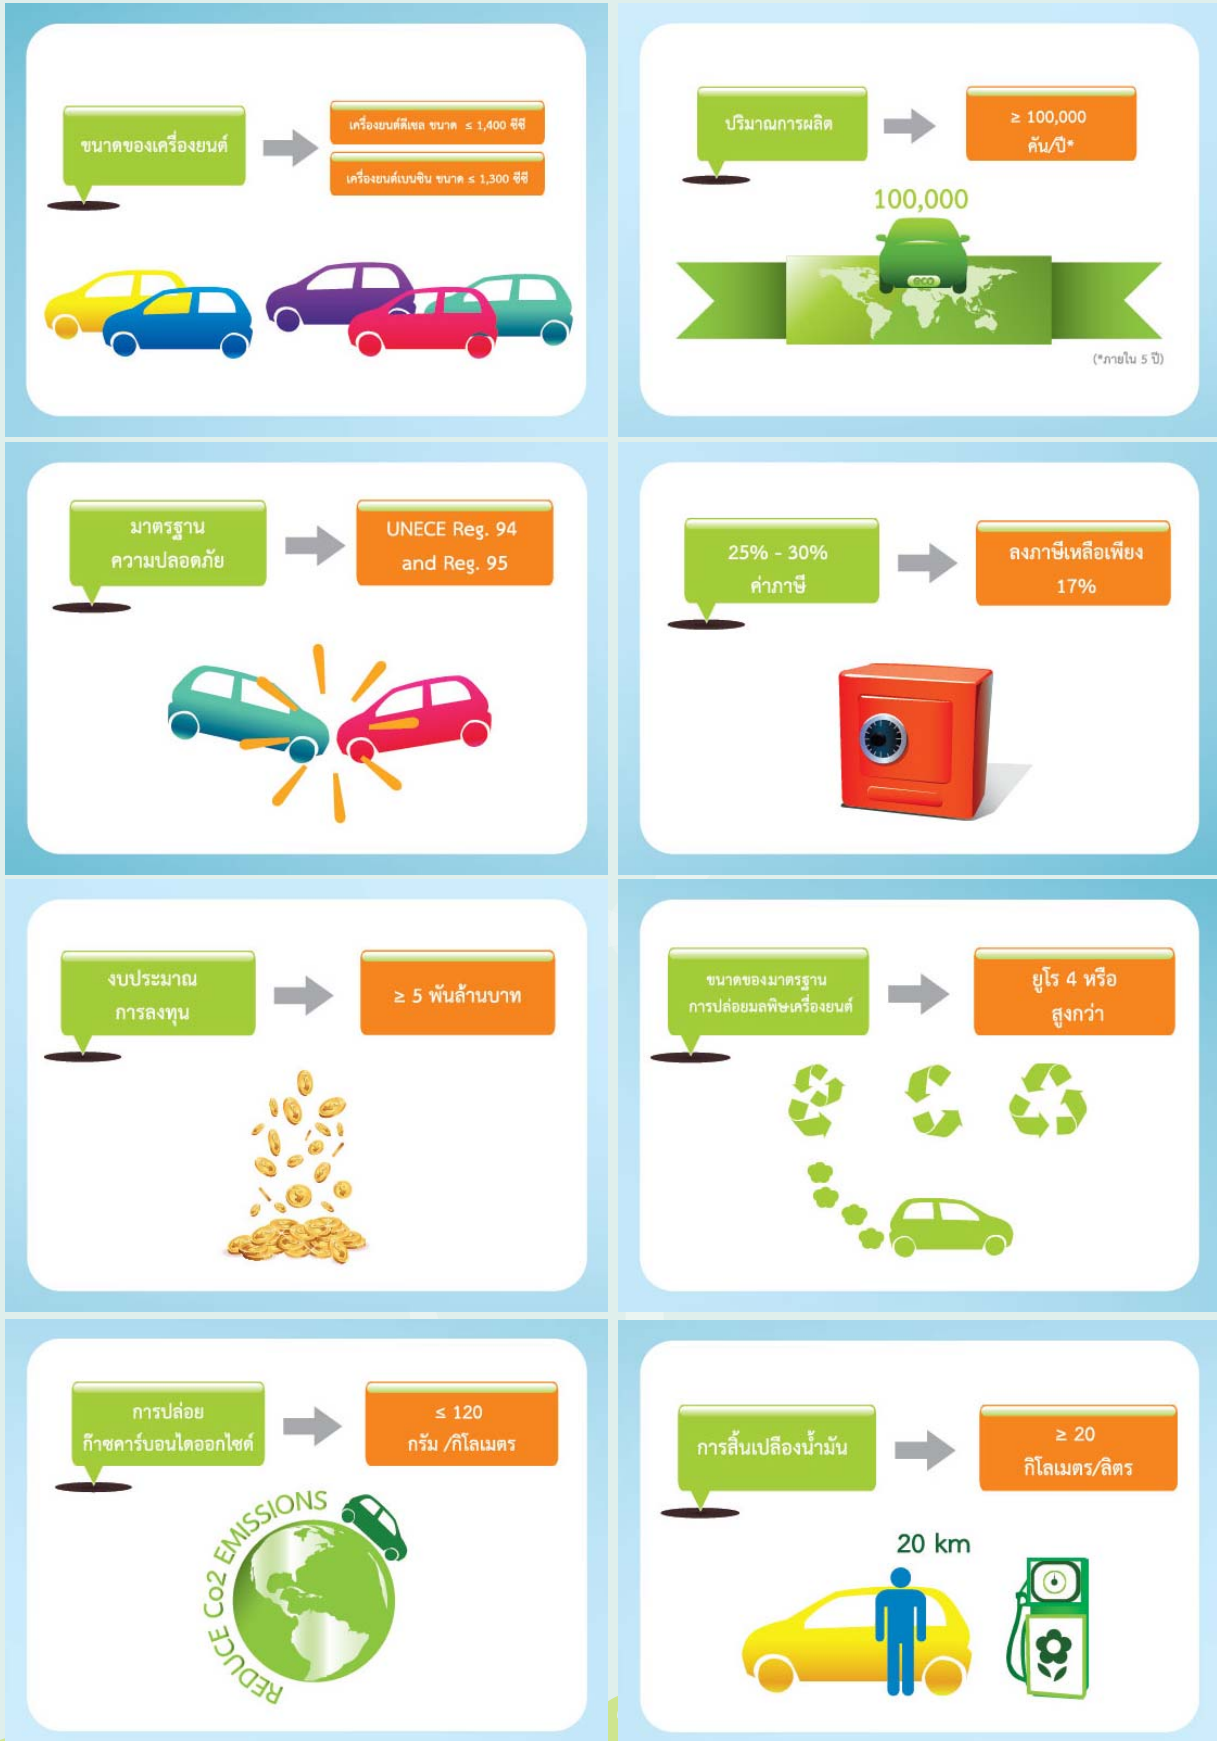 ขนาดของเครื่องยนต์
เครื่องยนต์ดีเซล ขนาด ≤ 1,400 ซีซี
เครื่องยนต์เบนซิน ขนาด ≤ 1,300 ซีซี
ปริมาณการผลิต
≥ 100,000
คัน/ปี*
100,000
eco
(*ภายใน 5 ปี)
มาตรฐาน
ความปลอดภัย
UNECE Reg. 94
and Reg. 95
25% - 30%
ค่าภาษี
ลงภาษีเหลือเพียง
17%
งบประมาณ
การลงทุน
≥ 5 พันล้านบาท
ขนาดของมาตรฐาน
การปล่อยมลพิษเครื่องยนต์
ยูโร 4 หรือ
สูงกว่า
การปล่อย
ก๊าซคาร์บอนไดออกไซด์
≤ 120
กรัม /กิโลเมตร
REDUCE Co2 EMISSIONS
การสิ้นเปลืองน้ำมัน
≥ 20
กิโลเมตร/ลิตร
20 km